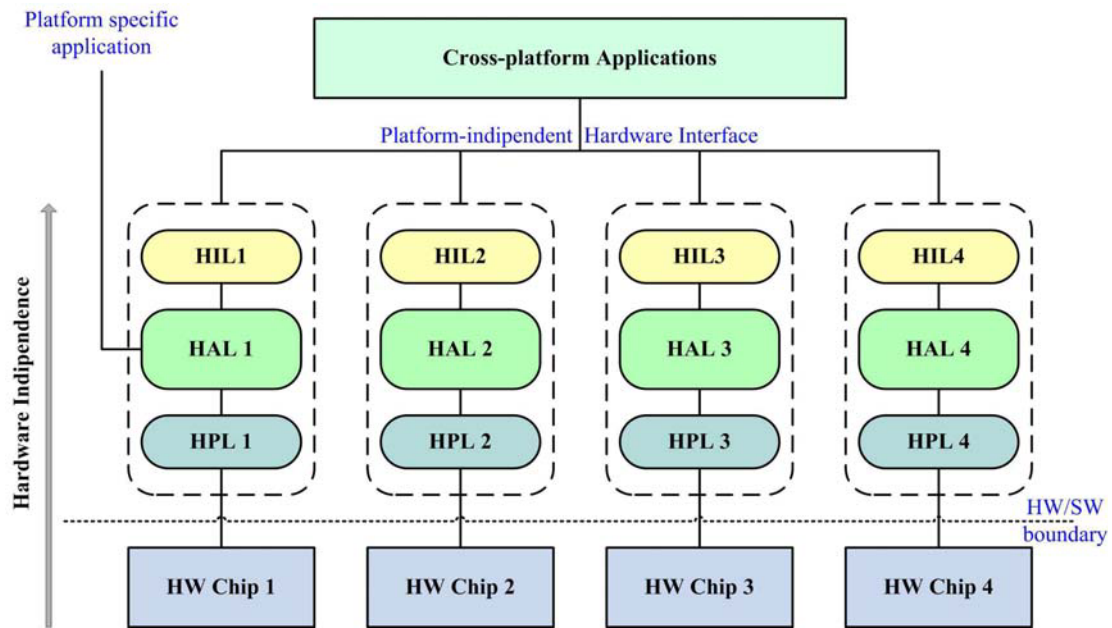 Platform specific
application
Cross-platform Applications
Platform-indipendent Hardware Interface
HIL1 HIL2 HIL3 HIL4
HAL 1 HAL 2 HAL 3 HAL 4
HPL 1 HPL 2 HPL 3 HPL 4
Hardware Indipendence
HW/SW
boundary
HW Chip 1 HW Chip 2 HW Chip 3 HW Chip 4